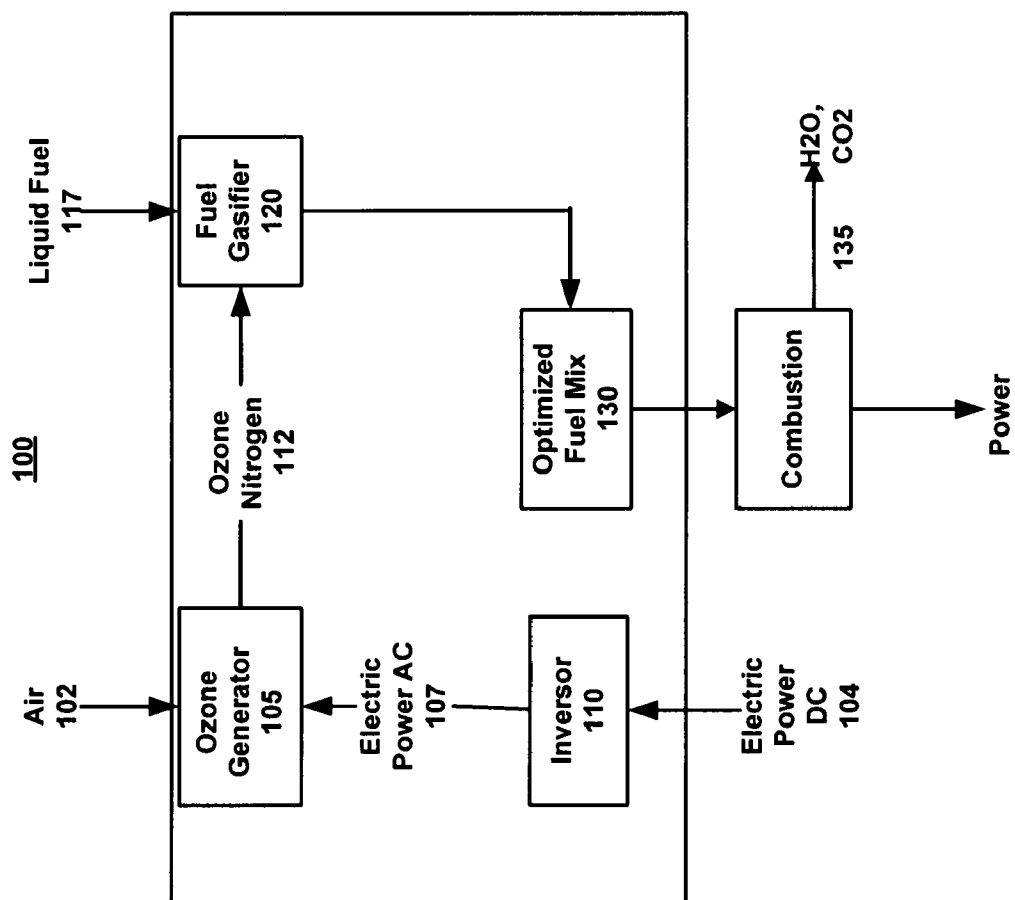 100
Air
102
Liquid Fuel
117
Ozone
Generator
105
Ozone
Nitrogen
112
Fuel
Gasifier
120
Electric
Power AC
107
Inversor
110
Optimized
Fuel Mix
130
Electric
Power
DC
104
Combustion
135
H2O,
CO2
Power